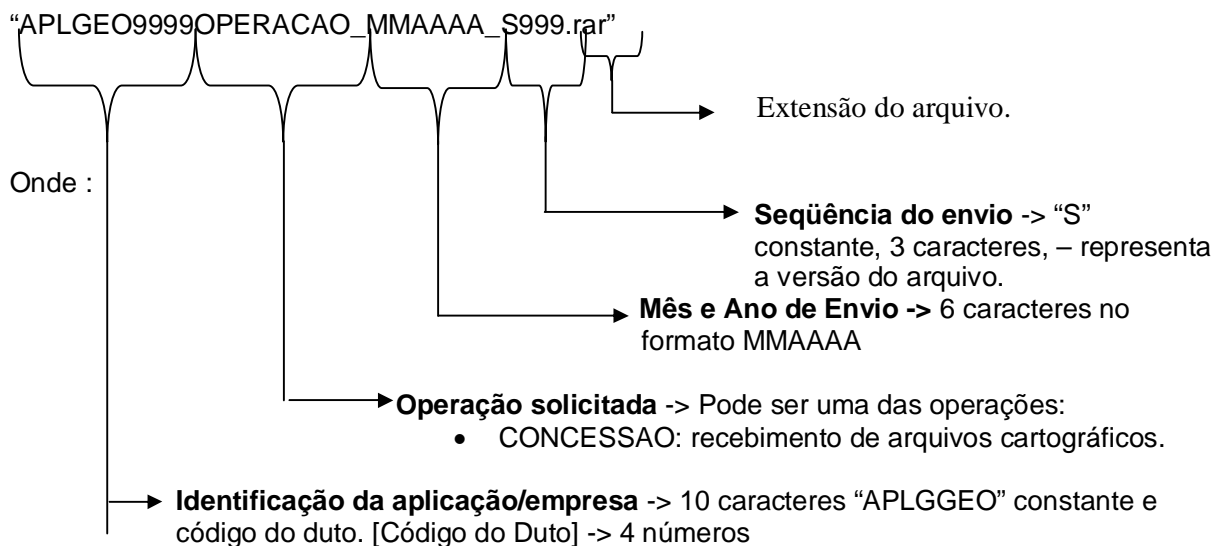 “APLGEO9999OPERACAO_MMAAAA_S999.rar”
Extensão do arquivo.
Onde :
Seqüência do envio -> “S”
constante, 3 caracteres, – representa
a versão do arquivo.
Mês e Ano de Envio -> 6 caracteres no
formato MMAAAA
Operação solicitada -> Pode ser uma das operações:
• CONCESSAO: recebimento de arquivos cartográficos.
Identificação da aplicação/empresa -> 10 caracteres “APLGGEO” constante e
código do duto. [Código do Duto] -> 4 números